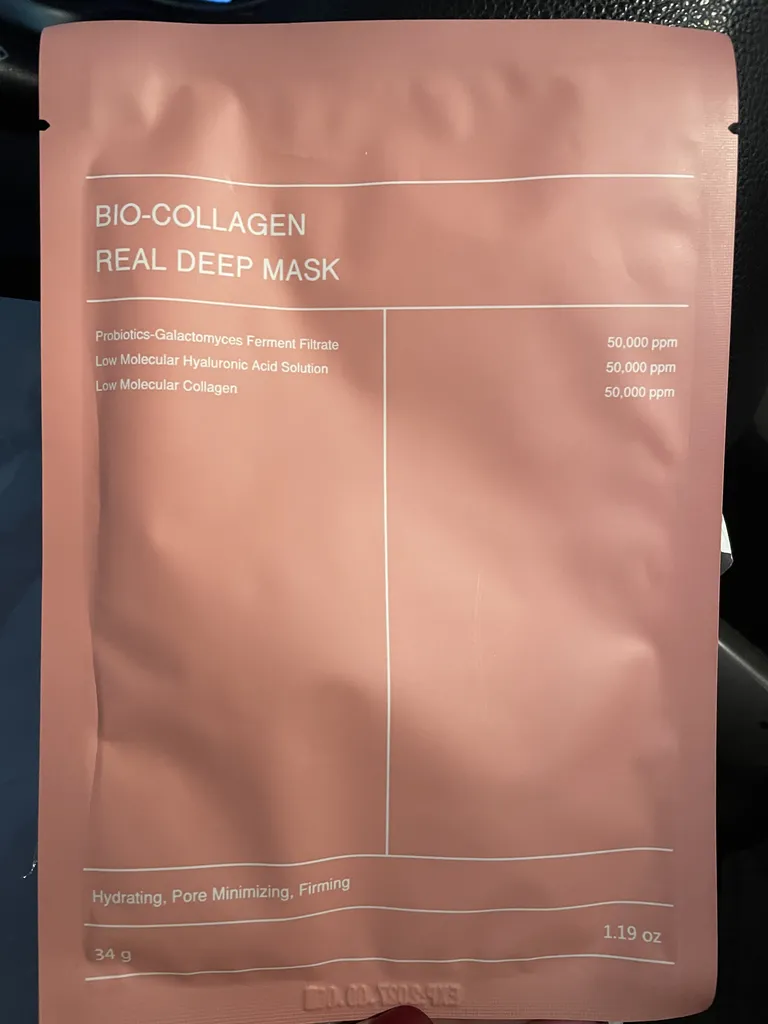 BIO-COLLAGEN
REAL DEEP MASK
Probiotics-Galactomyces Ferment Filtrate 50,000 ppm
Low Molecular Hyaluronic Acid Solution 50,000 ppm
Low Molecular Collagen 50,000 ppm
Hydrating, Pore Minimizing, Firming
1.19 oz
34 g